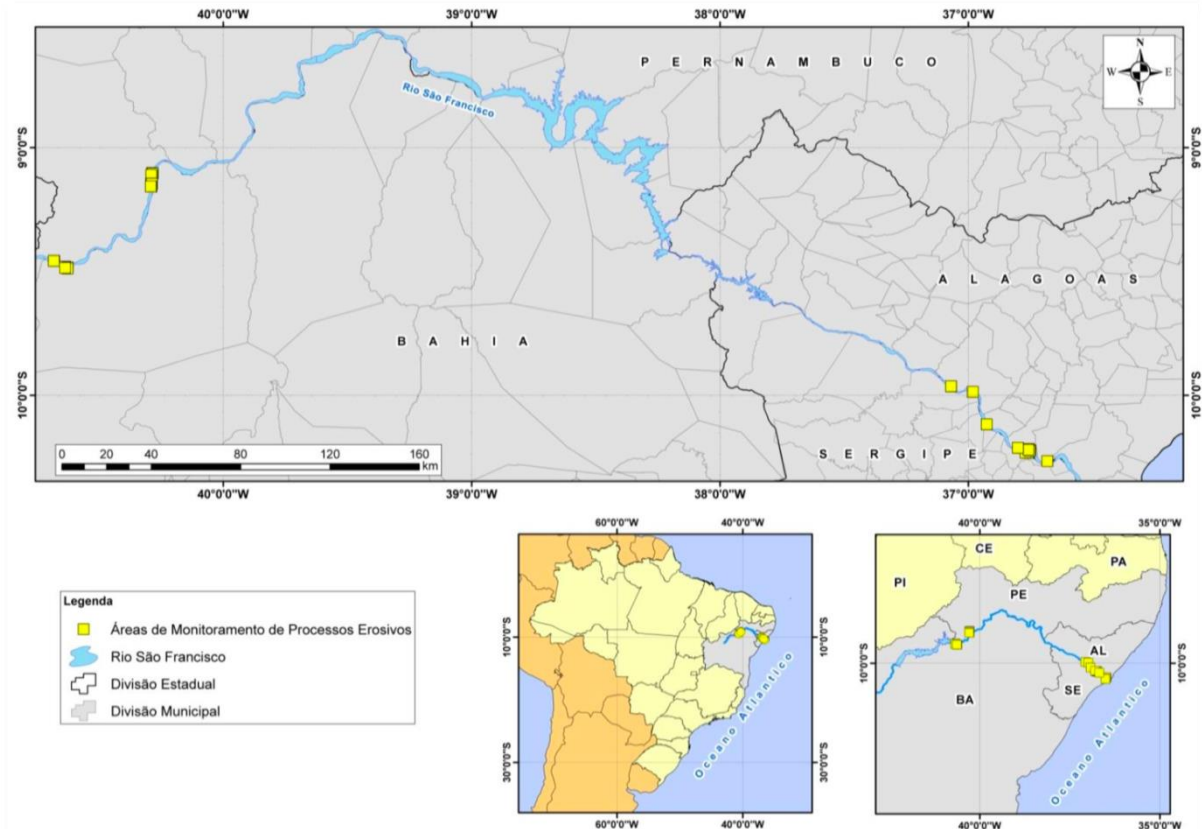 40°0'0"W 39°0'0"W 38°0'0"W 37°0'0"W
P E R N A M B U C O
N
W E
S
Rio São Francisco
9°0'0"S 9°0'0"S
A L A G O A S
B A H I A
10°0'0"S 10°0'0"S
S E R G I P E
0 20 40 80 120 160
km
40°0'0"W 39°0'0"W 38°0'0"W 37°0'0"W
Legenda
Áreas de Monitoramento de Processos Erosivos
Rio São Francisco
Divisão Estadual
Divisão Municipal
60°0'0"W 40°0'0"W
10°0'0"S 10°0'0"S
30°0'0"S 30°0'0"S
Oceano Atlantico
60°0'0"W 40°0'0"W
40°0'0"W 35°0'0"W
CE
PI
PA
PE
AL
10°0'0"S 10°0'0"S
SE
BA
Oceano Atlantico
40°0'0"W 35°0'0"W